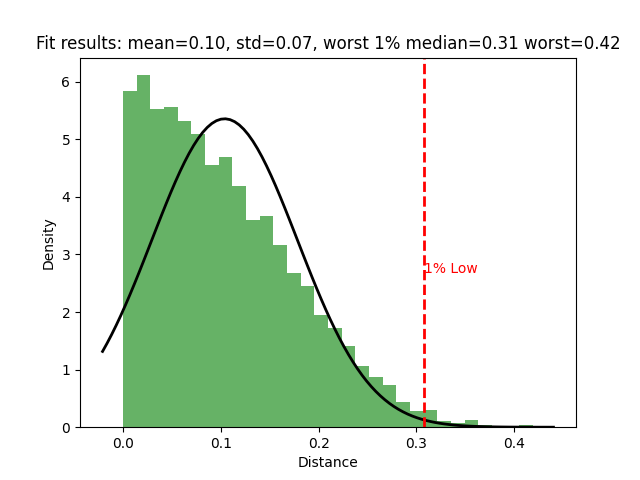 Fit results: mean=0.10, std=0.07, worst 1% median=0.31 worst=0.42
6
5
4
3
2
1
0
Density
1% Low
0.0 0.1 0.2 0.3 0.4
Distance